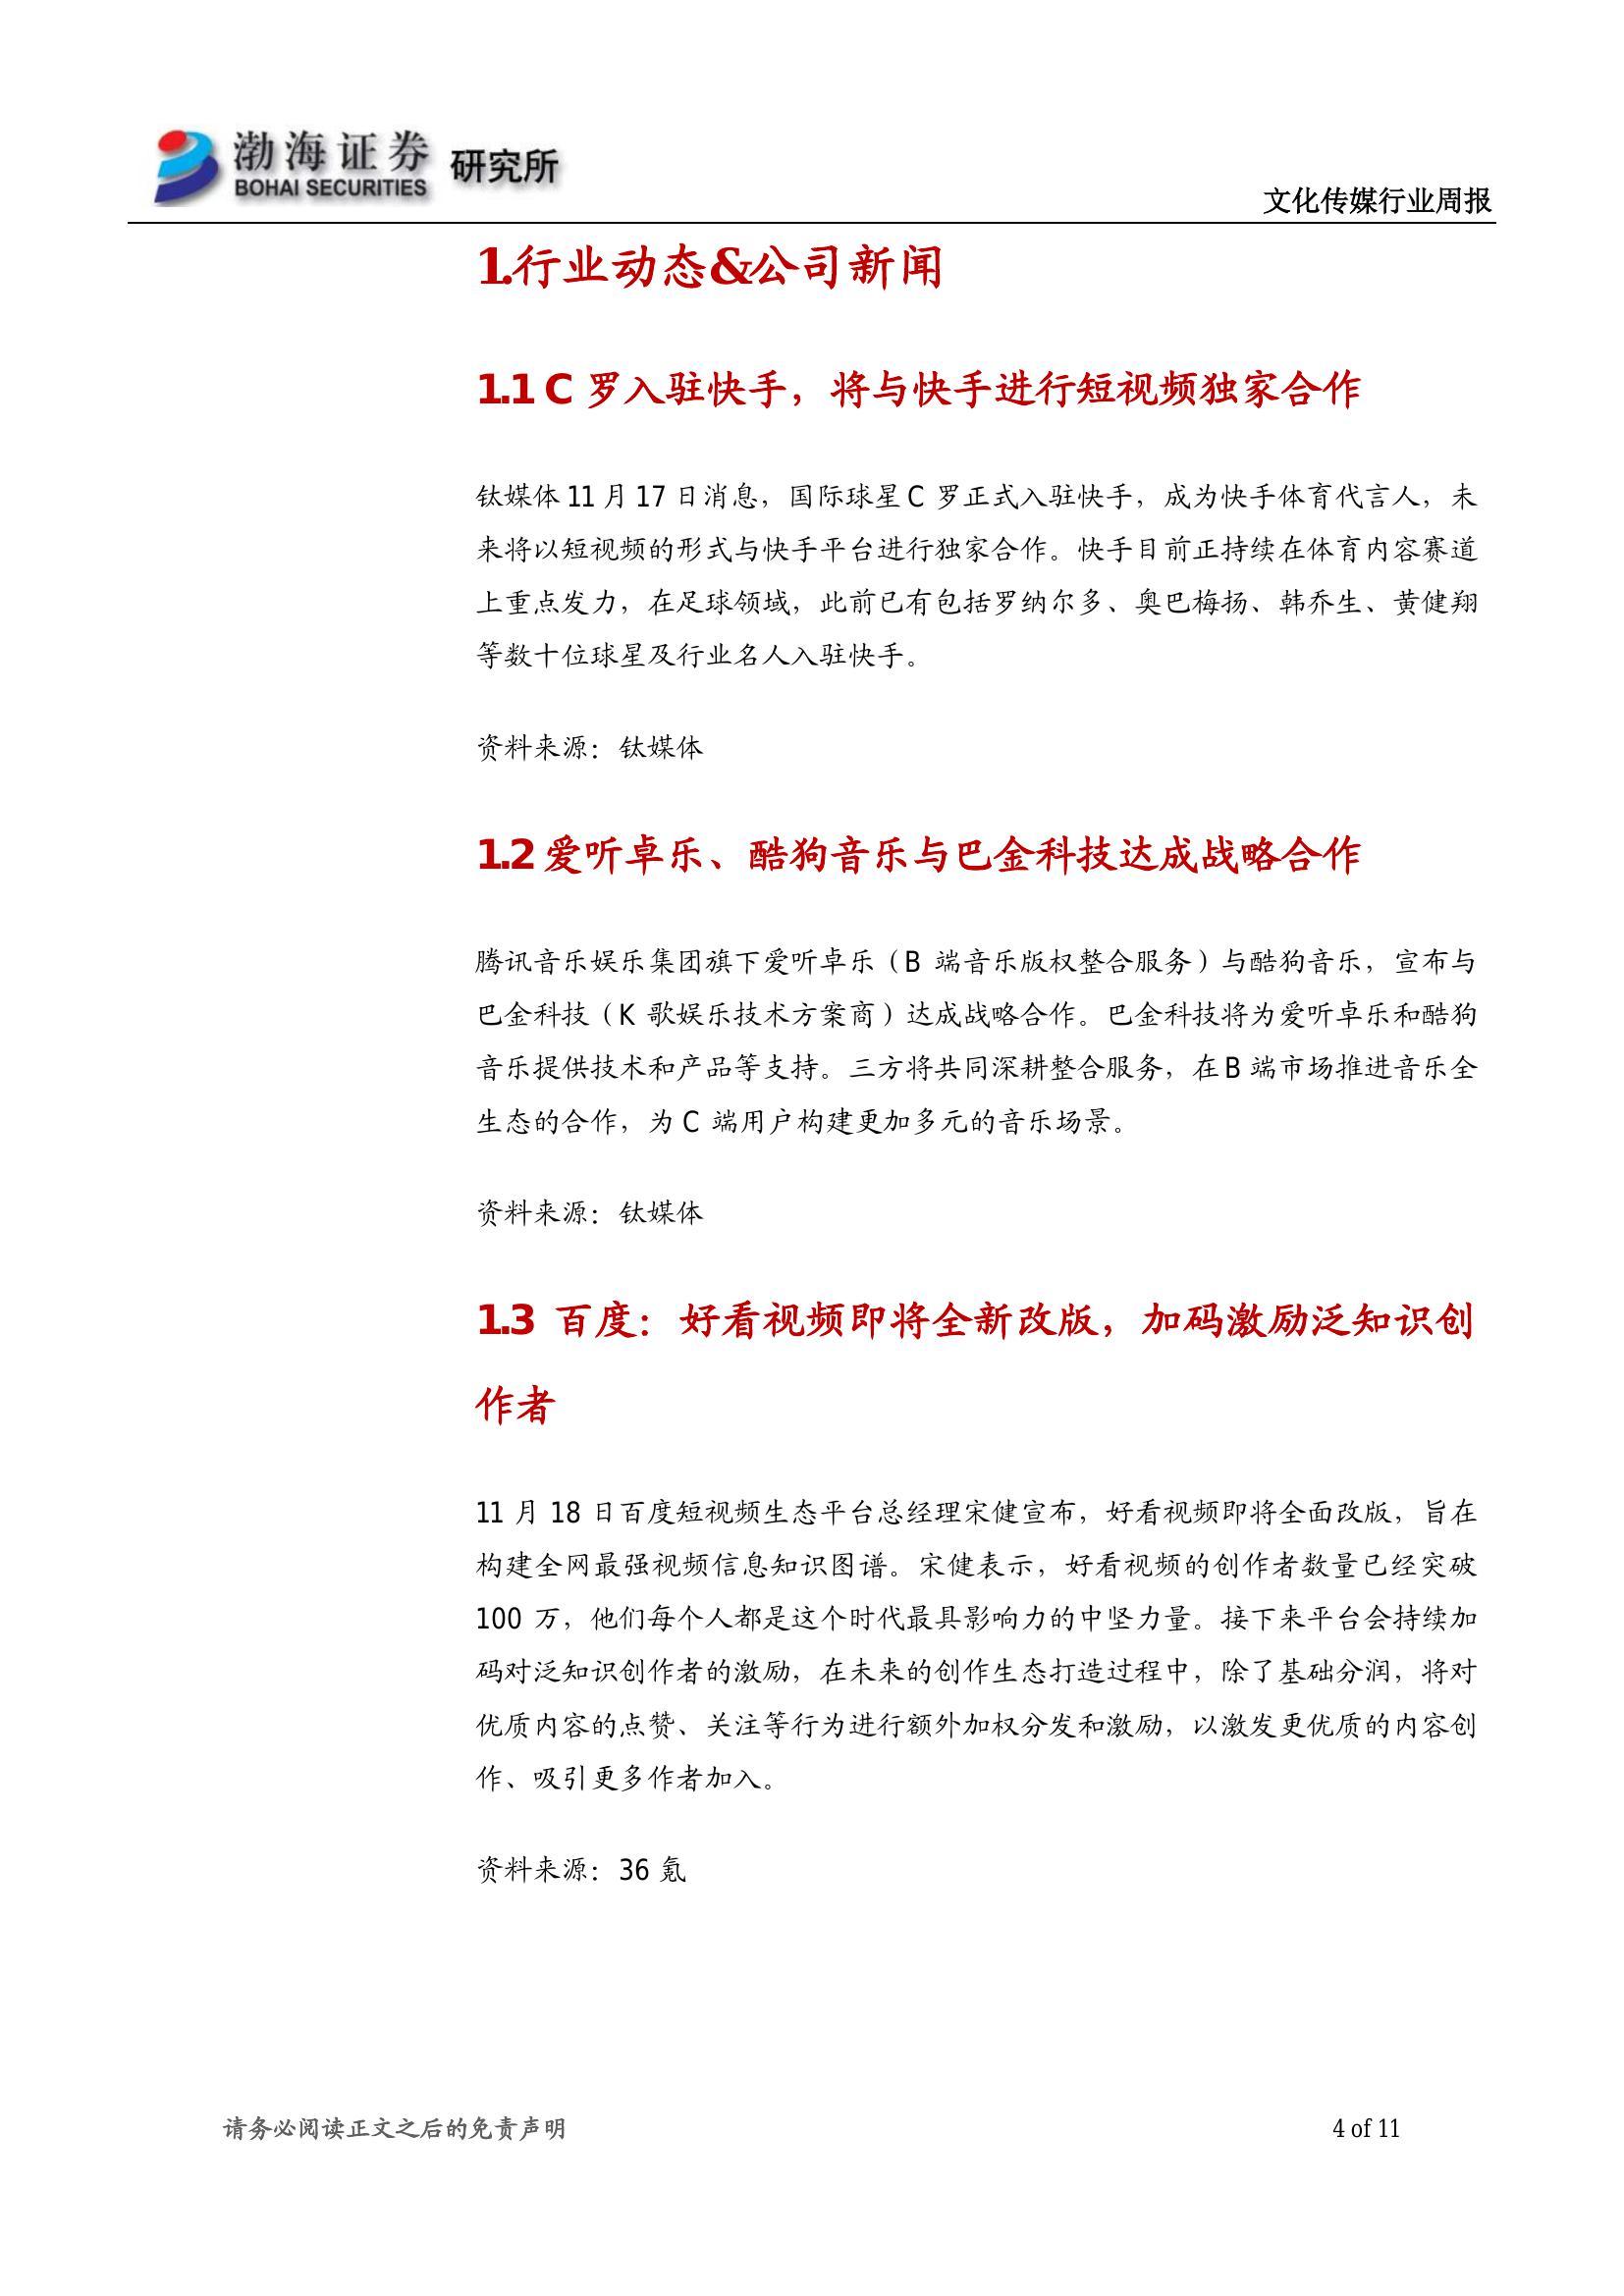 渤海证券 研究所
BOHAI SECURITIES
文化传媒行业周报
1.行业动态&公司新闻
1.1 C 罗入驻快手，将与快手进行短视频独家合作
钛媒体 11 月 17 日消息，国际球星 C 罗正式入驻快手，成为快手体育代言人，未
来将以短视频的形式与快手平台进行独家合作。快手目前正持续在体育内容赛道
上重点发力，在足球领域，此前已有包括罗纳尔多、奥巴梅扬、韩乔生、黄健翔
等数十位球星及行业名人入驻快手。
资料来源：钛媒体
1.2 爱听卓乐、酷狗音乐与巴金科技达成战略合作
腾讯音乐娱乐集团旗下爱听卓乐（B 端音乐版权整合服务）与酷狗音乐，宣布与
巴金科技（K 歌娱乐技术方案商）达成战略合作。巴金科技将为爱听卓乐和酷狗
音乐提供技术和产品等支持。三方将共同深耕整合服务，在 B 端市场推进音乐全
生态的合作，为 C 端用户构建更加多元的音乐场景。
资料来源：钛媒体
1.3 百度：好看视频即将全新改版，加码激励泛知识创
作者
11 月 18 日百度短视频生态平台总经理宋健宣布，好看视频即将全面改版，旨在
构建全网最强视频信息知识图谱。宋健表示，好看视频的创作者数量已经突破
100 万，他们每个人都是这个时代最具影响力的中坚力量。接下来平台会持续加
码对泛知识创作者的激励，在未来的创作生态打造过程中，除了基础分润，将对
优质内容的点赞、关注等行为进行额外加权分发和激励，以激发更优质的内容创
作、吸引更多作者加入。
资料来源：36 氪
请务必阅读正文之后的免责声明
4 of 11